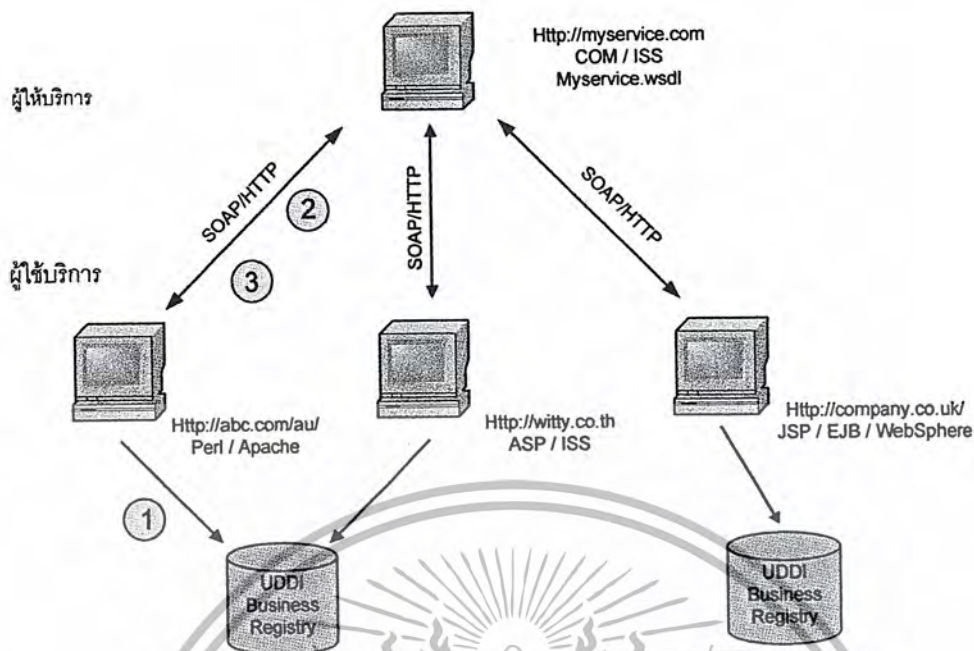 Http://myservice.com
COM / ISS
Myservice.wsdl
ผู้ให้บริการ
SOAP/HTTP
SOAP/HTTP
SOAP/HTTP
2
3
ผู้ใช้บริการ
Http://abc.com/au/
Perl / Apache
Http://witty.co.th
ASP / ISS
Http://company.co.uk/
JSP / EJB / WebSphere
1
UDDI
Business
Registry
UDDI
Business
Registry